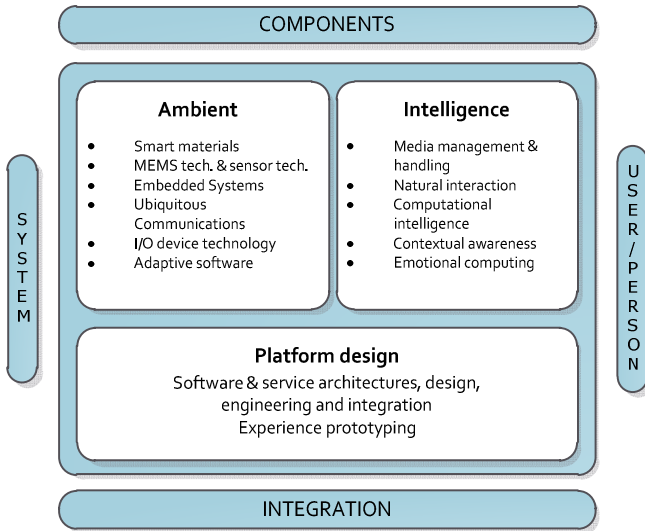 COMPONENTS
SYSTEM
Ambient
• Smart materials
• MEMS tech. & sensor tech.
• Embedded Systems
• Ubiquitous
Communications
• I/O device technology
• Adaptive software
Intelligence
• Media management &
handling
• Natural interaction
• Computational
intelligence
• Contextual awareness
• Emotional computing
USER/PERSON
Platform design
Software & service architectures, design,
engineering and integration
Experience prototyping
INTEGRATION